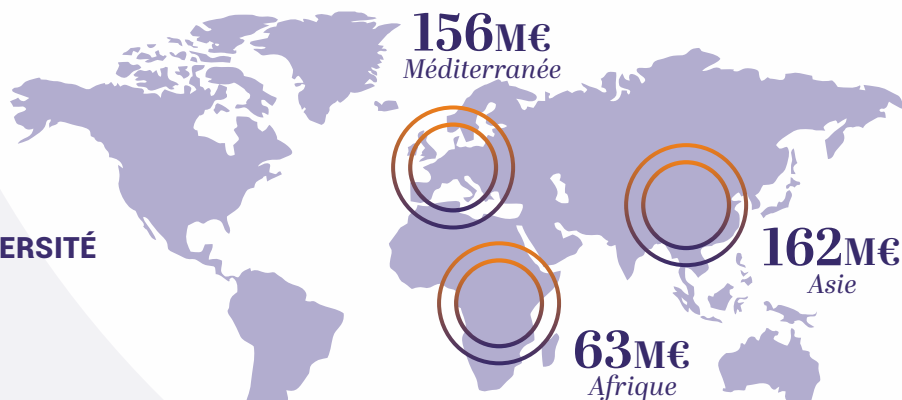 156M€
Méditerranée
ERSITÉ
162M€
Asie
63M€
Afrique